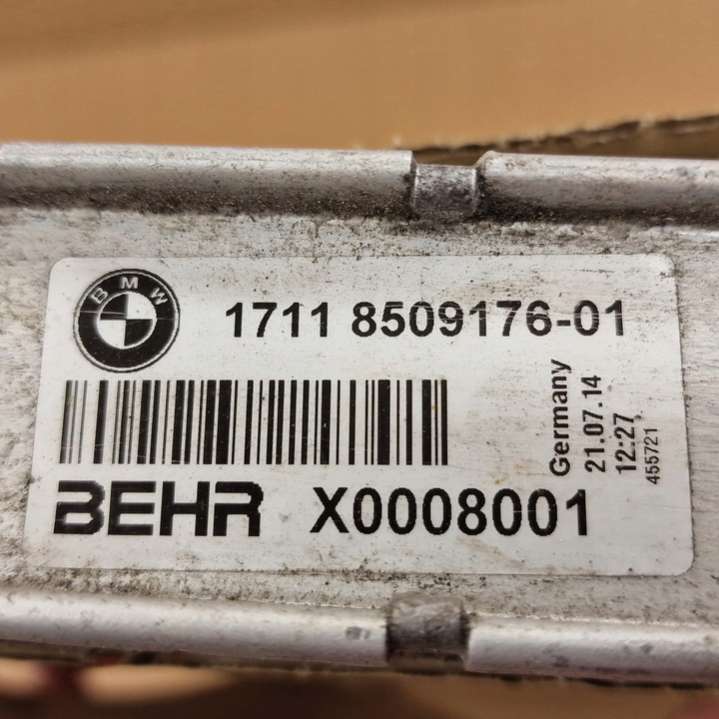 BMW
1711 8509176-01
Germany
21.07.14
12:27
455721
BEHR X0008001